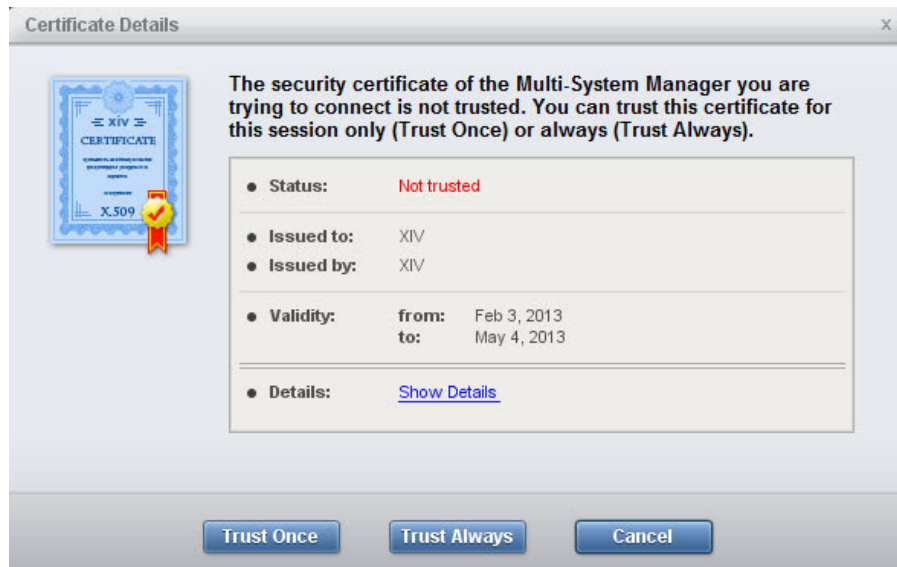 Certificate Details
x
The security certificate of the Multi-System Manager you are
trying to connect is not trusted. You can trust this certificate for
this session only (Trust Once) or always (Trust Always).
xiv
CERTIFICATE
X.509
Status: Not trusted
Issued to: XIV
Issued by: XIV
Validity: from: Feb 3, 2013
to: May 4, 2013
Details: Show Details
Trust Once Trust Always Cancel